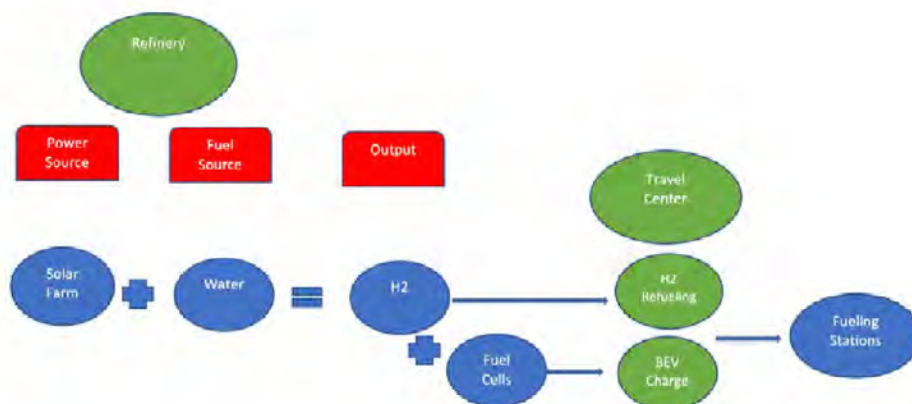 Refinery
Power
Source
Fuel
Source
Output
Travel
Center
Solar
Farm
Water
H2
H2
Refueling
Fueling
Stations
Fuel
Cells
BEV
Charge